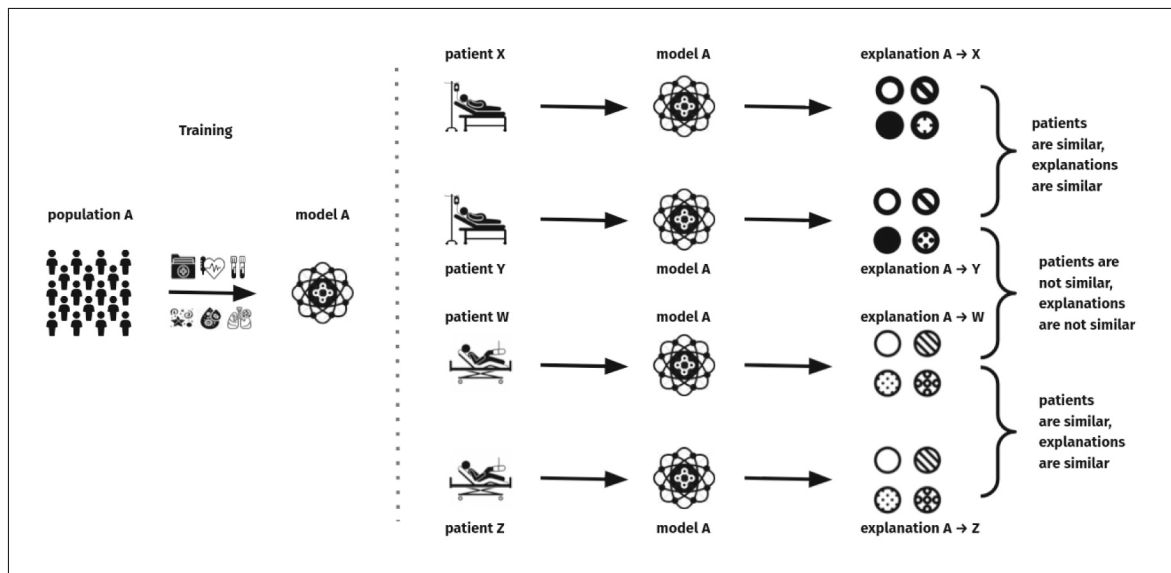 Training
population A
model A
patient X
model A
explanation A → X
patients
are similar,
explanations
are similar
patient Y
model A
explanation A → Y
patients are
not similar,
explanations
are not similar
patient W
model A
explanation A → W
patients
are similar,
explanations
are similar
patient Z
model A
explanation A → Z